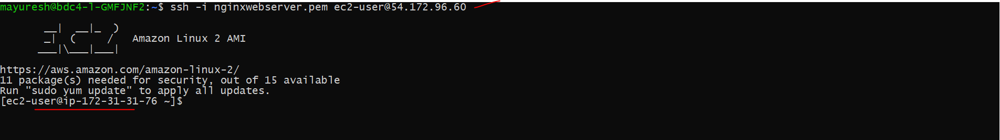 mayuresh@bdc4-l-GMFJNF2:~$ ssh -i nginxwebserver.pem ec2-user@54.172.96.60
       __|  __|_  )
       _|  (     /   Amazon Linux 2 AMI
      ___|\___|___|
https://aws.amazon.com/amazon-linux-2/
11 package(s) needed for security, out of 15 available
Run "sudo yum update" to apply all updates.
[ec2-user@ip-172-31-31-76 ~]$